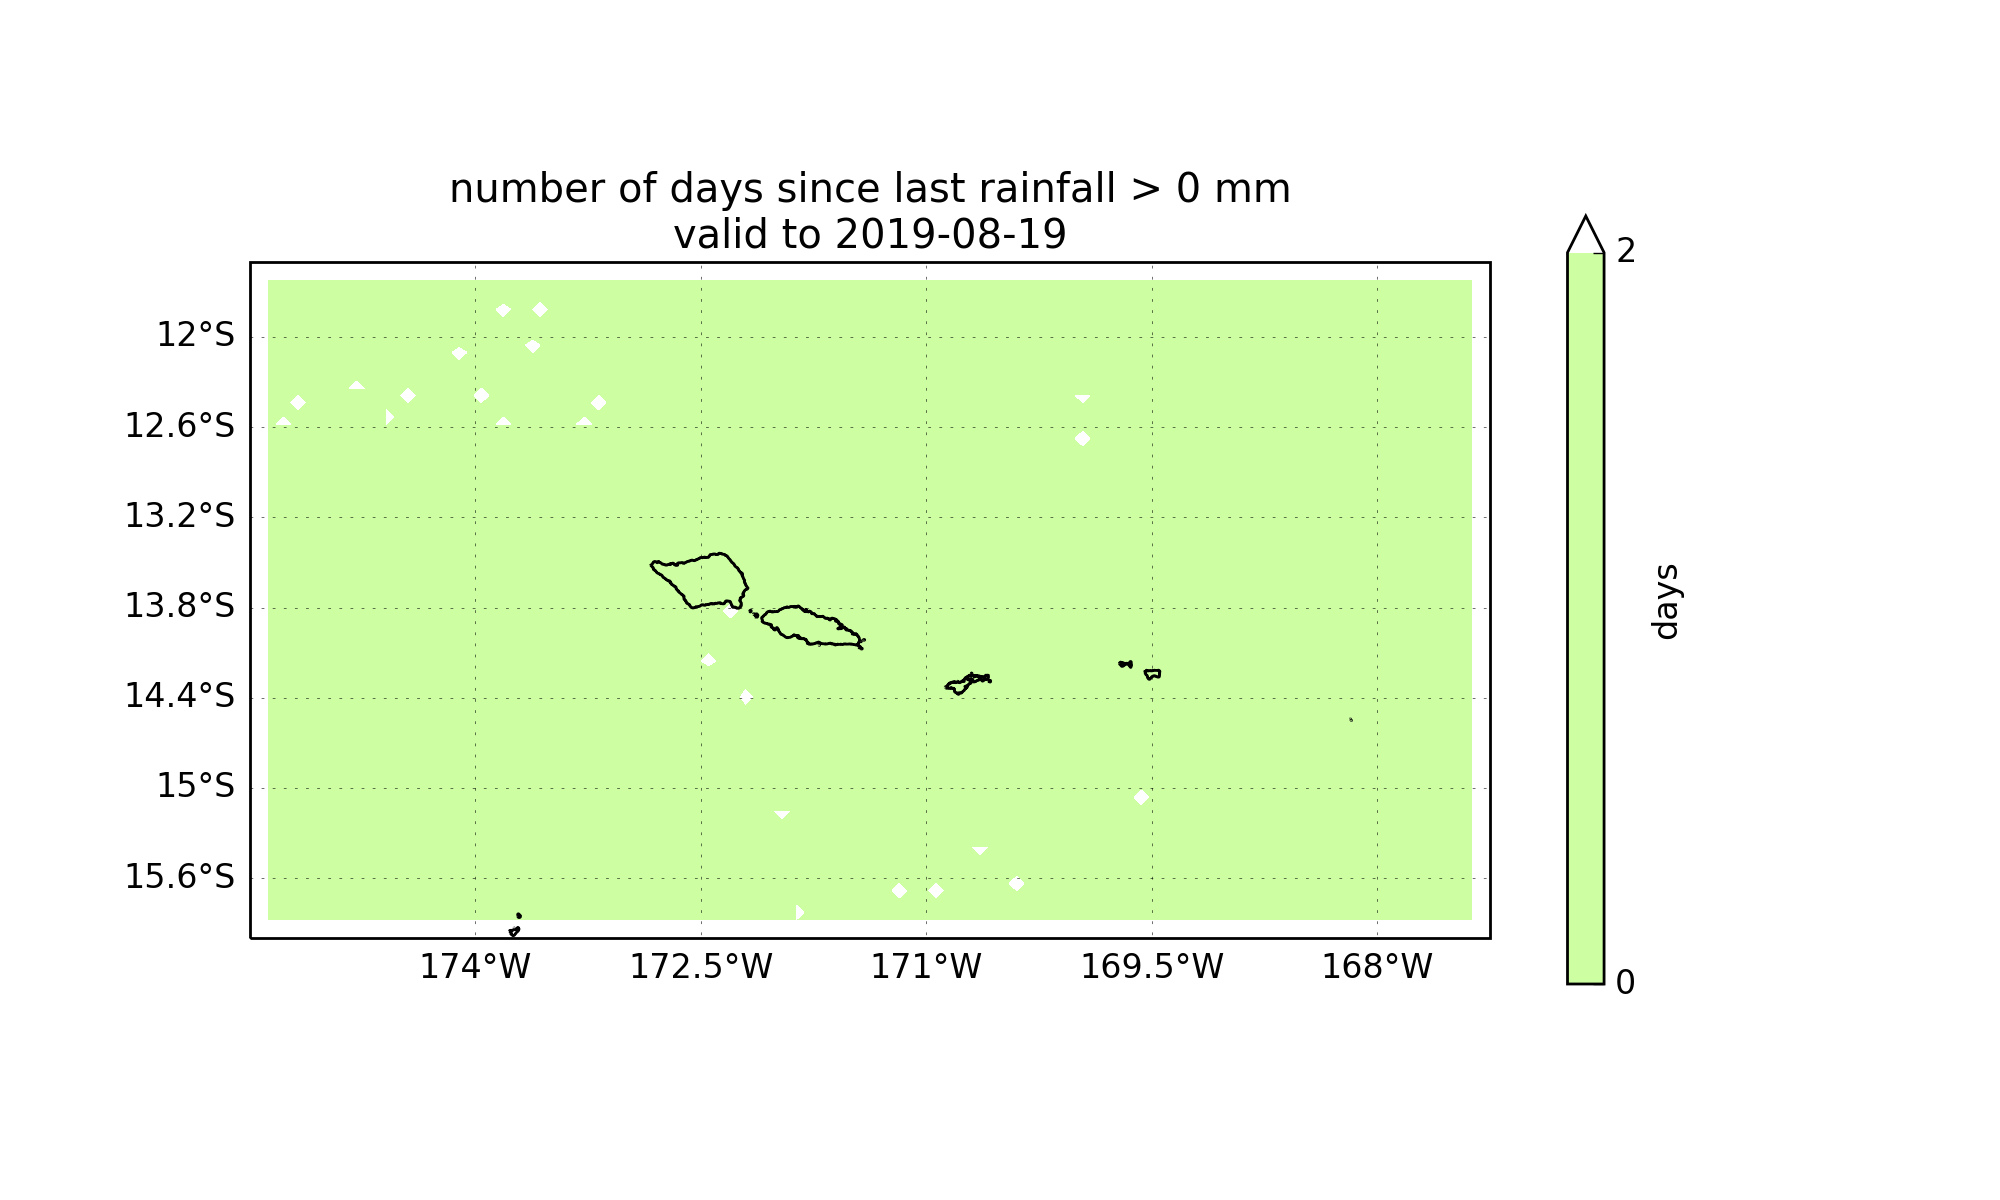 number of days since last rainfall > 0 mm
valid to 2019-08-19
2
12°S
12.6°S
13.2°S
13.8°S
14.4°S
15°S
15.6°S
days
174°W
172.5°W
171°W
169.5°W
168°W
0